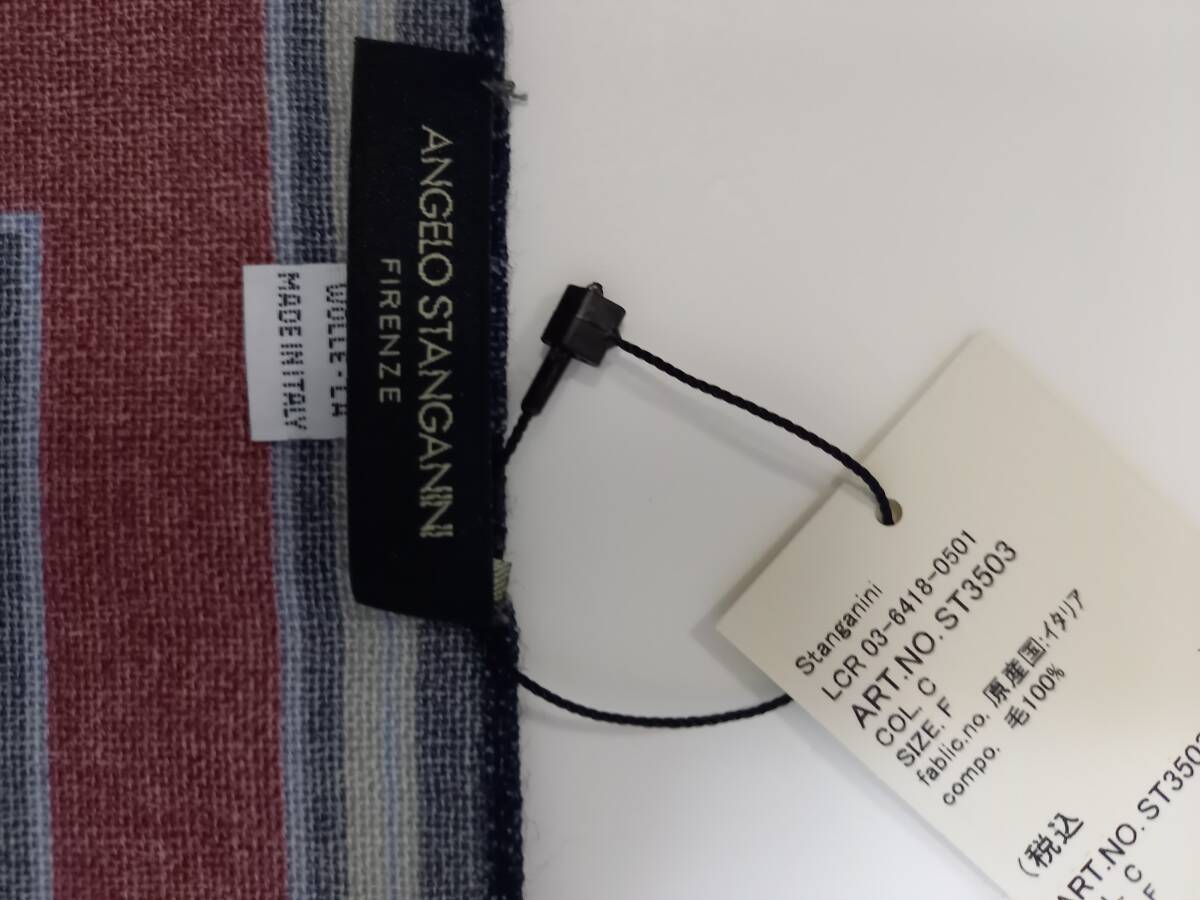 ANGELO STANGANINI
FIRENZE
WOLLE - LA
MADE IN ITALY
Stanganini
LCR 03-6418-0501
ART.NO. ST3503
COL. C
SIZE. F
fablic.no. 原産国:イタリア
compo. 毛100%
(税込
ART.NO. ST3503
C
F